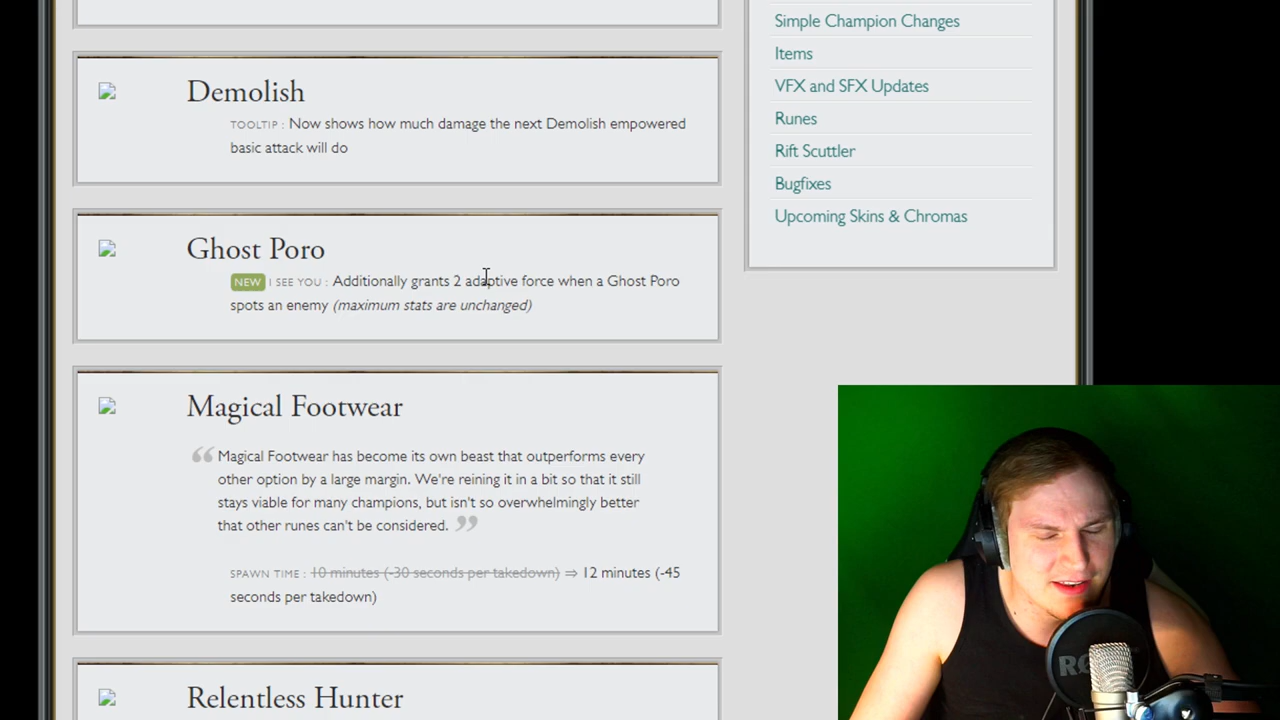 Simple Champion Changes
Items
VFX and SFX Updates
Runes
Rift Scuttler
Bugfixes
Upcoming Skins & Chromas
Demolish
TOOLTIP : Now shows how much damage the next Demolish empowered
basic attack will do
Ghost Poro
NEW I SEE YOU : Additionally grants 2 adaptive force when a Ghost Poro
spots an enemy (maximum stats are unchanged)
Magical Footwear
“ Magical Footwear has become its own beast that outperforms every
other option by a large margin. We're reining it in a bit so that it still
stays viable for many champions, but isn't so overwhelmingly better
that other runes can't be considered. ”
SPAWN TIME : 10 minutes (-30 seconds per takedown) ⇒ 12 minutes (-45
seconds per takedown)
Relentless Hunter